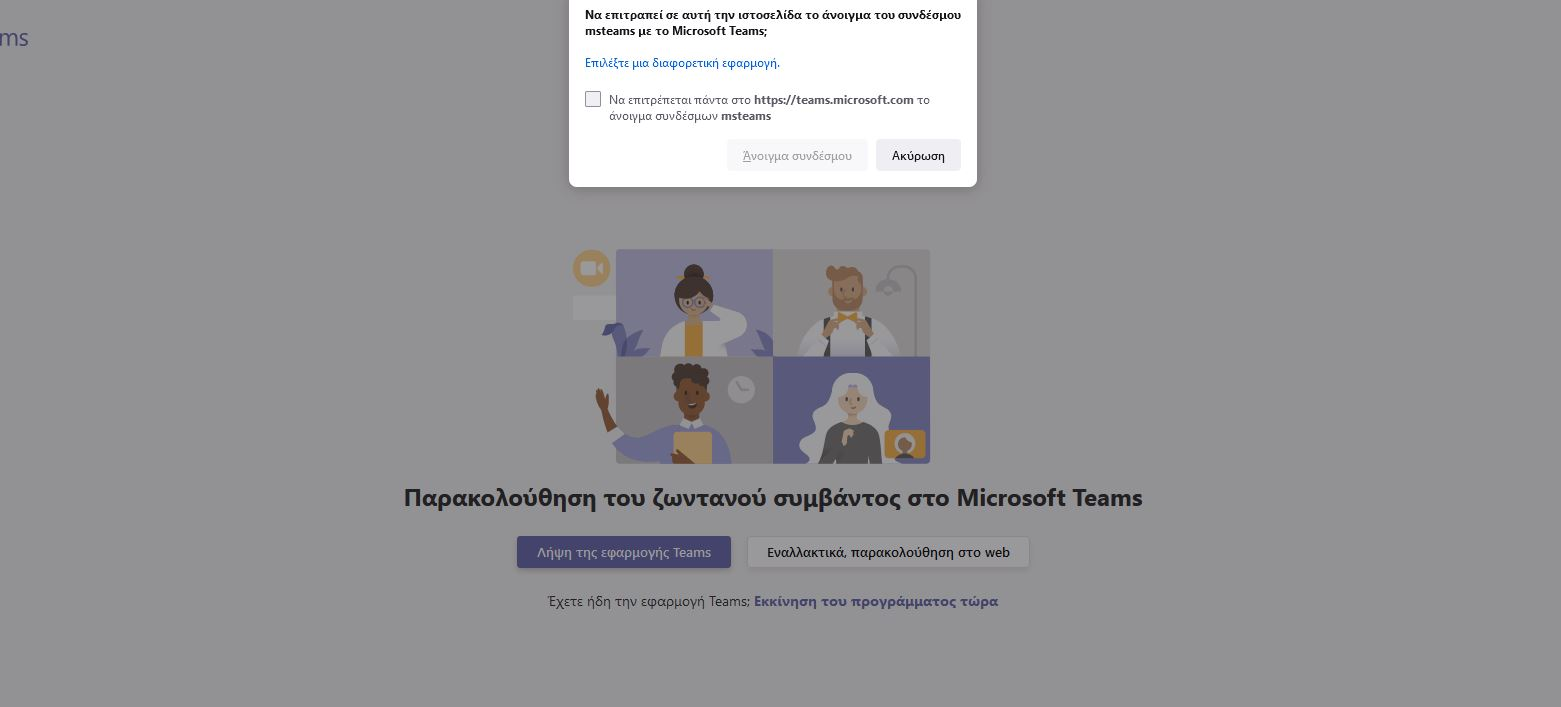 Να επιτραπεί σε αυτή την ιστοσελίδα το άνοιγμα του συνδέσμου
msteams με το Microsoft Teams;
ms
Επιλέξτε μια διαφορετική εφαρμογή.
Να επιτρέπεται πάντα στο https://teams.microsoft.com το
άνοιγμα συνδέσμων msteams
Άνοιγμα συνδέσμου
Ακύρωση
Παρακολούθηση του ζωντανού συμβάντος στο Microsoft Teams
Λήψη της εφαρμογής Teams
Εναλλακτικά, παρακολούθηση στο web
Έχετε ήδη την εφαρμογή Teams; Εκκίνηση του προγράμματος τώρα